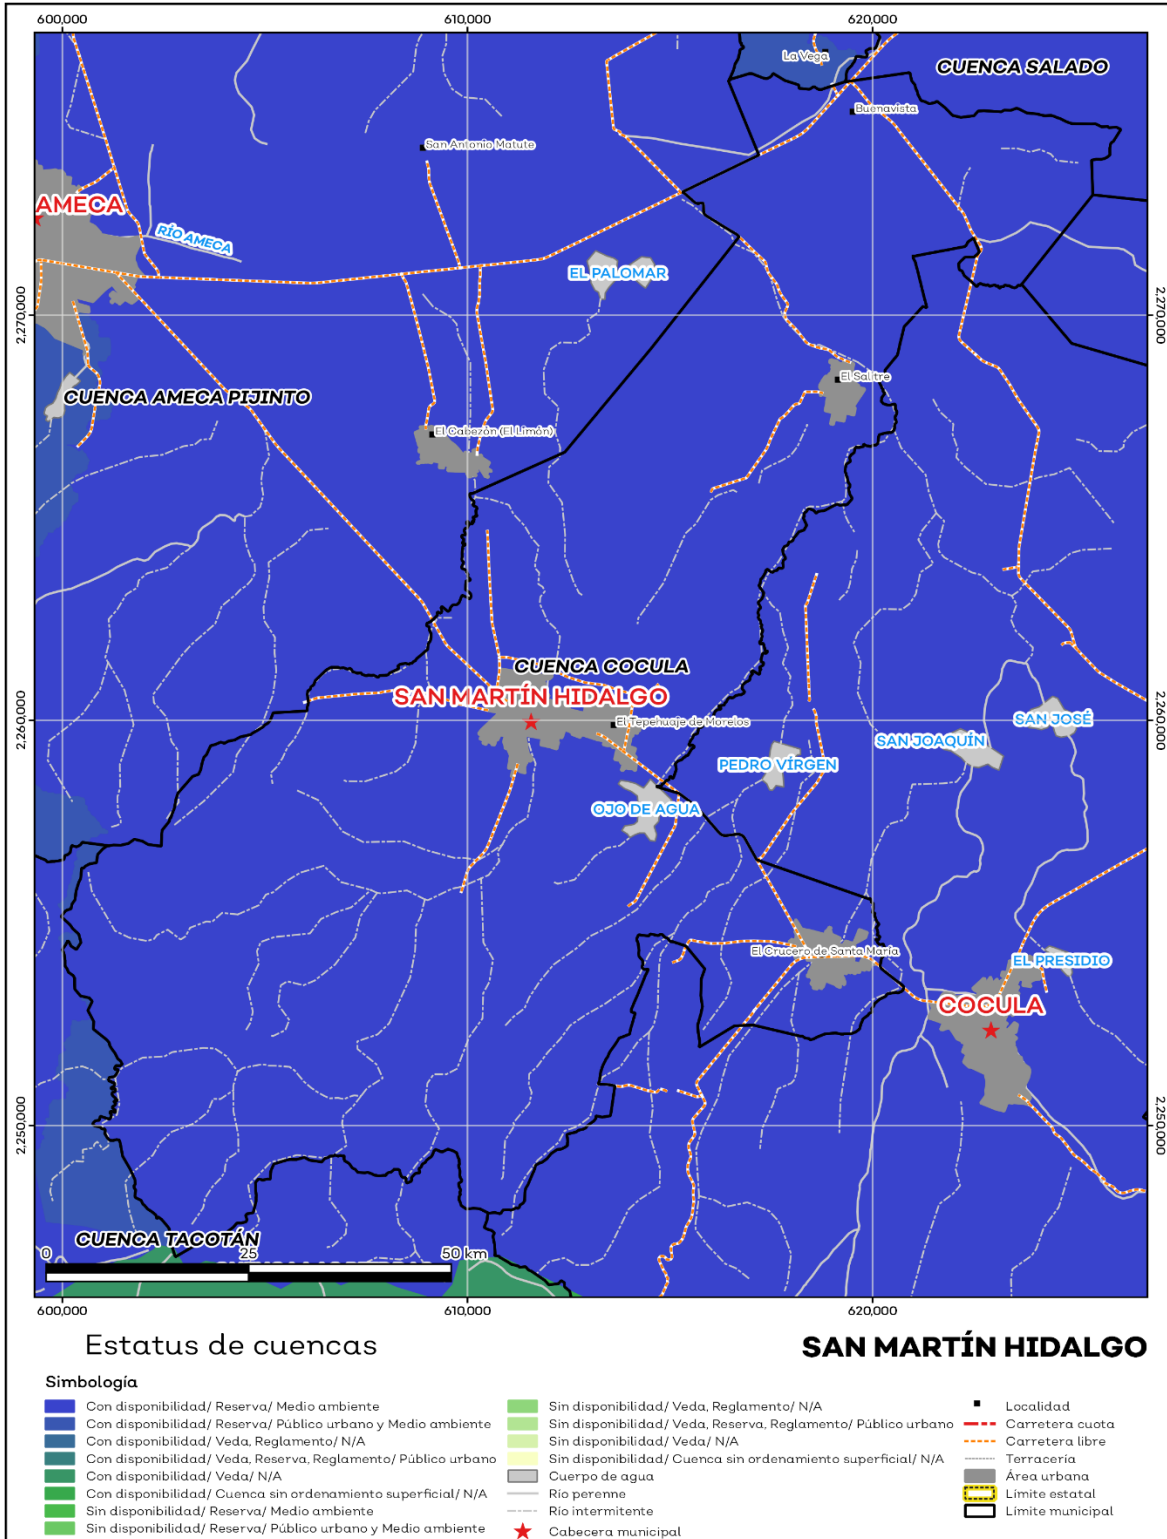 600,000 610,000 620,000
La Vega
CUENCA SALADO
Buenavista
San Antonio Matute
AMECA
RÍO AMECA
EL PALOMAR
2,270,000 2,270,000
El Salitre
CUENCA AMECA PIJINTO
El Cabezón (El Limón)
CUENCA COCULA
SAN MARTÍN HIDALGO
El Tepehuaje de Morelos
2,260,000 2,260,000
SAN JOSÉ
SAN JOAQUÍN
PEDRO VÍRGEN
OJO DE AGUA
El Crucero de Santa María
EL PRESIDIO
COCULA
2,250,000 2,250,000
CUENCA TACOTÁN
0 25 50 km
600,000 610,000 620,000
Estatus de cuencas
SAN MARTÍN HIDALGO
Simbología
Con disponibilidad/ Reserva/ Medio ambiente
Con disponibilidad/ Reserva/ Público urbano y Medio ambiente
Con disponibilidad/ Veda, Reglamento/ N/A
Con disponibilidad/ Veda, Reserva, Reglamento/ Público urbano
Con disponibilidad/ Veda/ N/A
Con disponibilidad/ Cuenca sin ordenamiento superficial/ N/A
Sin disponibilidad/ Reserva/ Medio ambiente
Sin disponibilidad/ Reserva/ Público urbano y Medio ambiente
Sin disponibilidad/ Veda, Reglamento/ N/A
Sin disponibilidad/ Veda, Reserva, Reglamento/ Público urbano
Sin disponibilidad/ Veda/ N/A
Sin disponibilidad/ Cuenca sin ordenamiento superficial/ N/A
Cuerpo de agua
Río perenne
Río intermitente
Cabecera municipal
Localidad
Carretera cuota
Carretera libre
Terracería
Área urbana
Límite estatal
Límite municipal